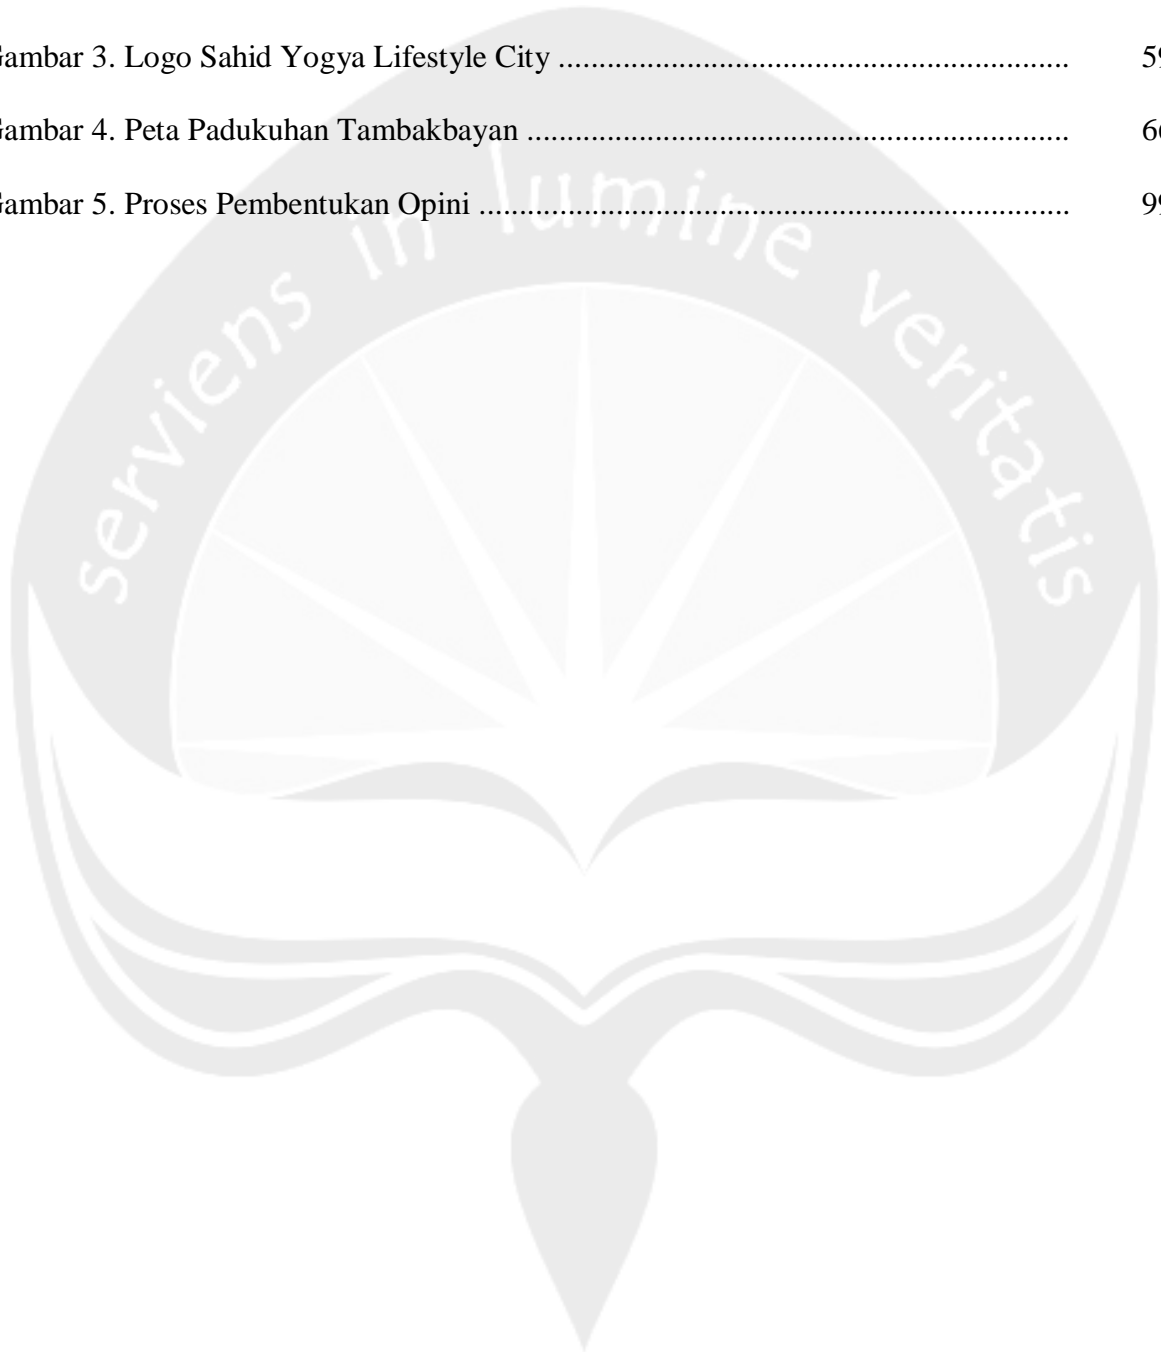 Gambar 3. Logo Sahid Yogya Lifestyle City ................................................................ 59
Gambar 4. Peta Padukuhan Tambakbayan .................................................................... 66
Gambar 5. Proses Pembentukan Opini .......................................................................... 99
serviens in lumine veritatis